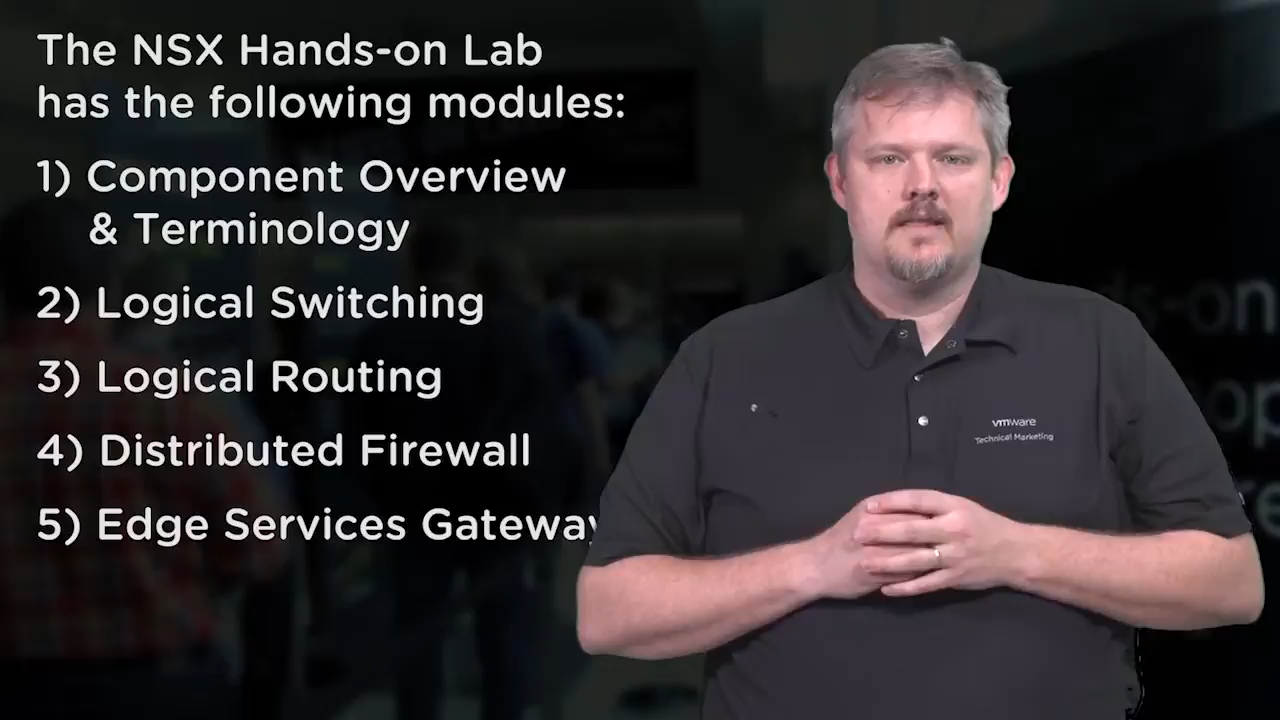 The NSX Hands-on Lab
has the following modules:
1) Component Overview
& Terminology
2) Logical Switching
3) Logical Routing
4) Distributed Firewall
5) Edge Services Gateway
vmware
Technical Marketing